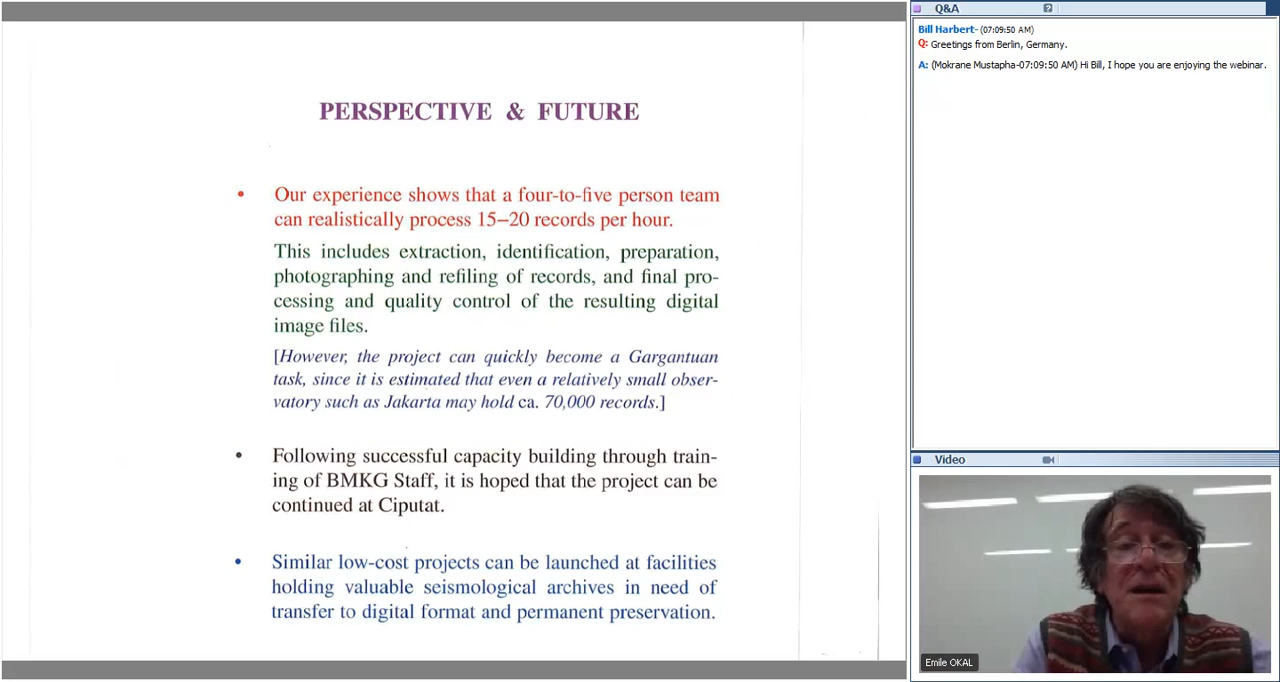 PERSPECTIVE & FUTURE
• Our experience shows that a four-to-five person team
can realistically process 15–20 records per hour.
This includes extraction, identification, preparation,
photographing and refiling of records, and final pro-
cessing and quality control of the resulting digital
image files.
[However, the project can quickly become a Gargantuan
task, since it is estimated that even a relatively small obser-
vatory such as Jakarta may hold ca. 70,000 records.]
• Following successful capacity building through train-
ing of BMKG Staff, it is hoped that the project can be
continued at Ciputat.
• Similar low-cost projects can be launched at facilities
holding valuable seismological archives in need of
transfer to digital format and permanent preservation.
Q&A
?
Bill Harbert- (07:09:50 AM)
Q: Greetings from Berlin, Germany.
A: (Mokrane Mustapha-07:09:50 AM) Hi Bill, I hope you are enjoying the webinar.
Video
Emile OKAL